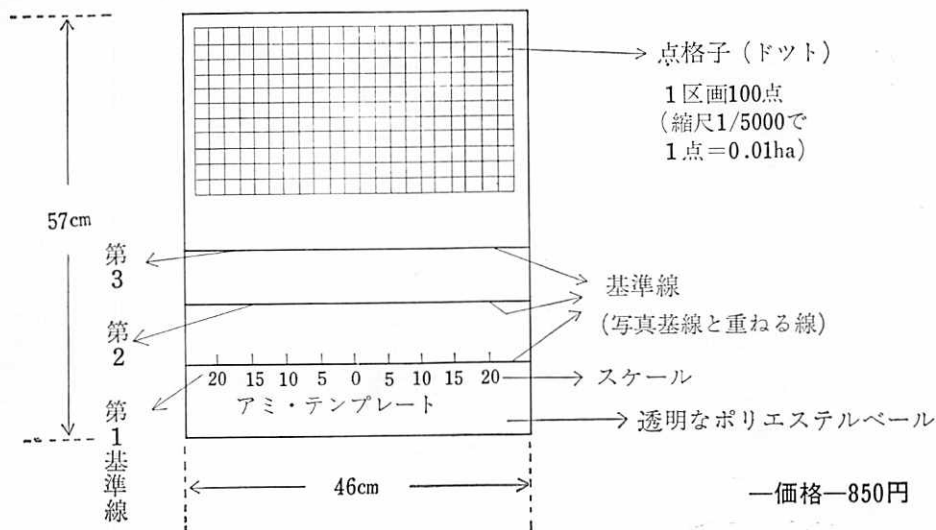 点格子（ドツト）
1区画100点
（縮尺1/5000で
1点＝0.01ha）
57cm
第3
基準線
（写真基線と重ねる線）
第2
20 15 10 5 0 5 10 15 20
スケール
アミ・テンプレート
透明なポリエステルベール
第1基準線
46cm
—価格—850円